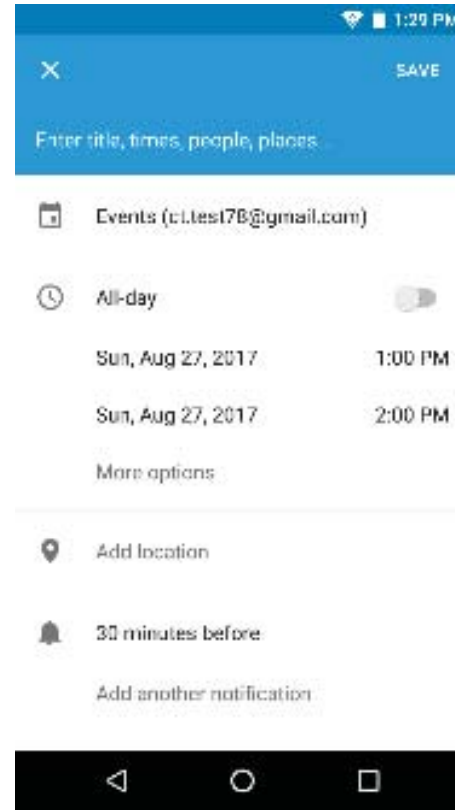 1:29 PM
SAVE
Enter title, times, people, places...
Events (ct.test78@gmail.com)
All-day
Sun, Aug 27, 2017 1:00 PM
Sun, Aug 27, 2017 2:00 PM
More options
Add location
30 minutes before
Add another notification